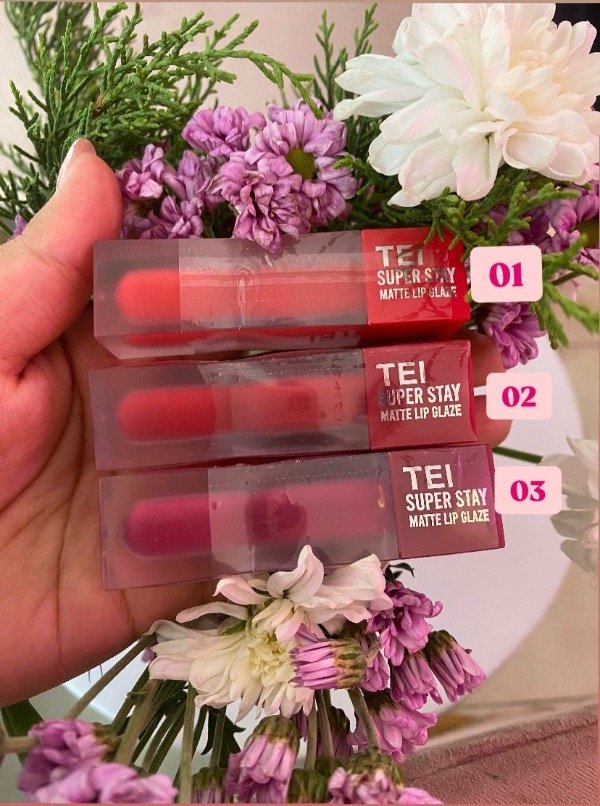 TEI
SUPER STAY
MATTE LIP GLAZE
01
TEI
SUPER STAY
MATTE LIP GLAZE
02
TEI
SUPER STAY
MATTE LIP GLAZE
03